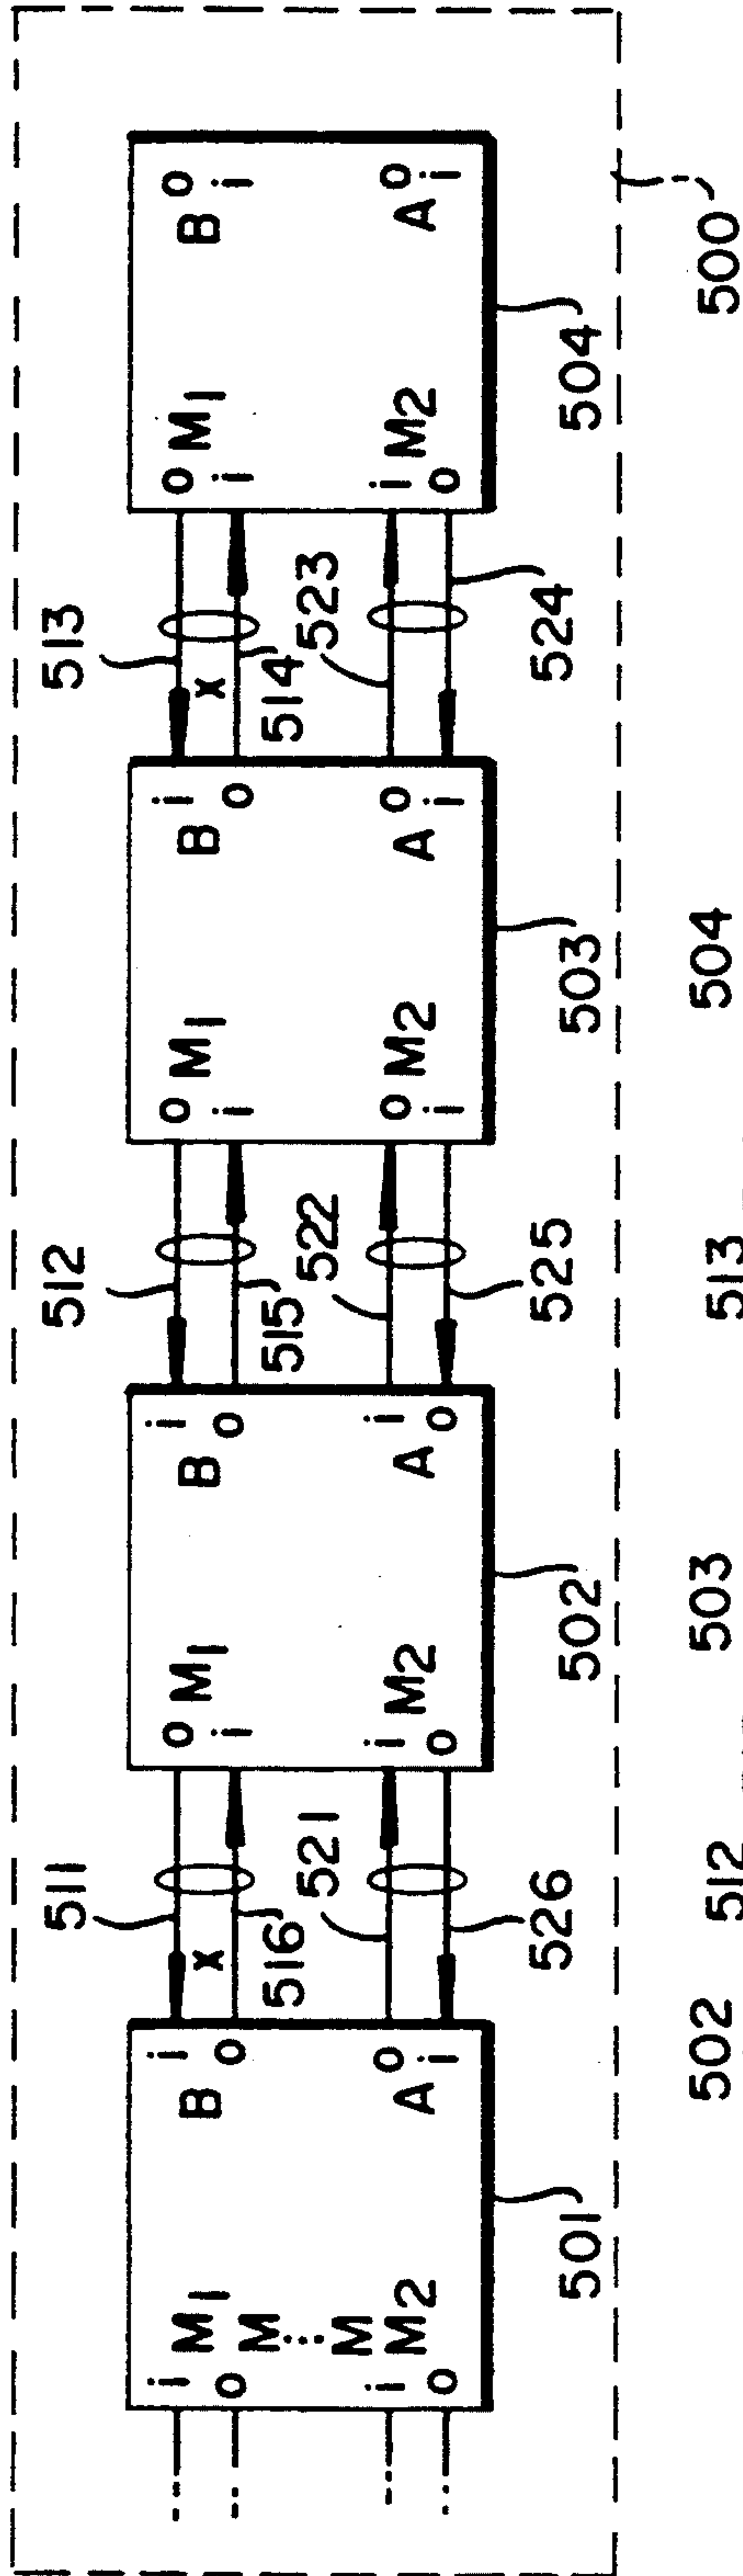 511 512 513
i i o i o i o o
M1 B M1 B M1 B M1 B
X X
o o i o i o i i
M...M
516 515 514
521 522 523
i o i i o o i o
M2 A M2 A M2 A M2 A
o i o o i i o i
526 525 524
501 502 503 504
500
502 503 504
512 513